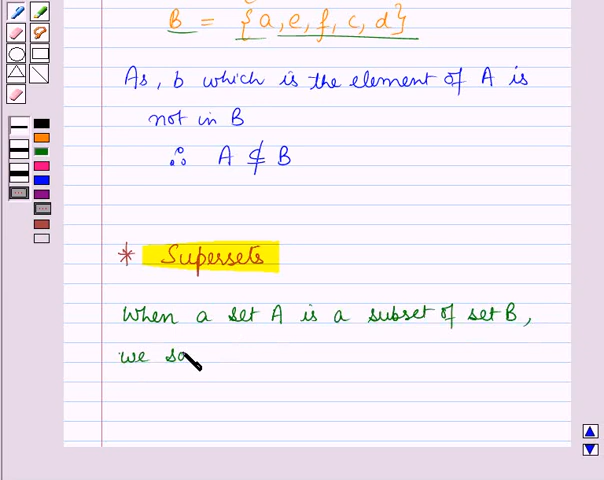 B = {a, e, f, c, d}
As, b which is the element of A is
not in B
∴ A ⊄ B
* Supersets
When a set A is a subset of set B,
we sa